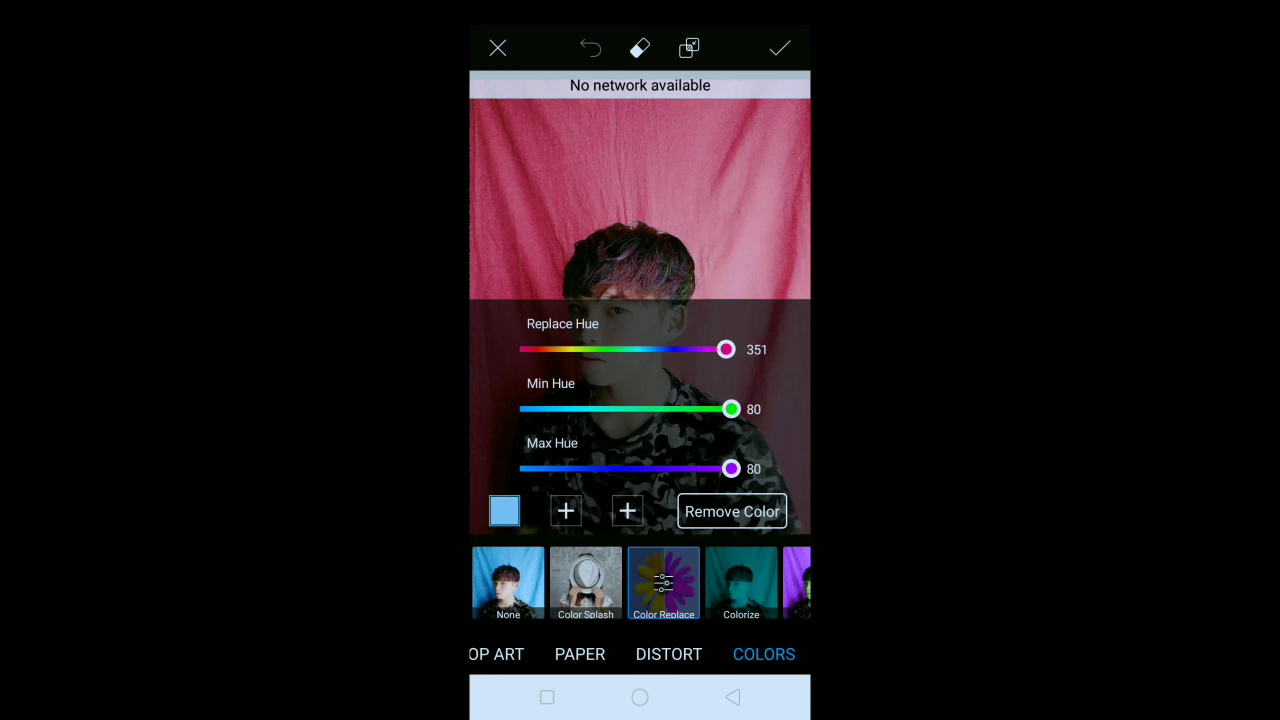 No network available
Replace Hue
351
Min Hue
80
Max Hue
80
Remove Color
None
Color Splash
Color Replace
Colorize
OP ART
PAPER
DISTORT
COLORS